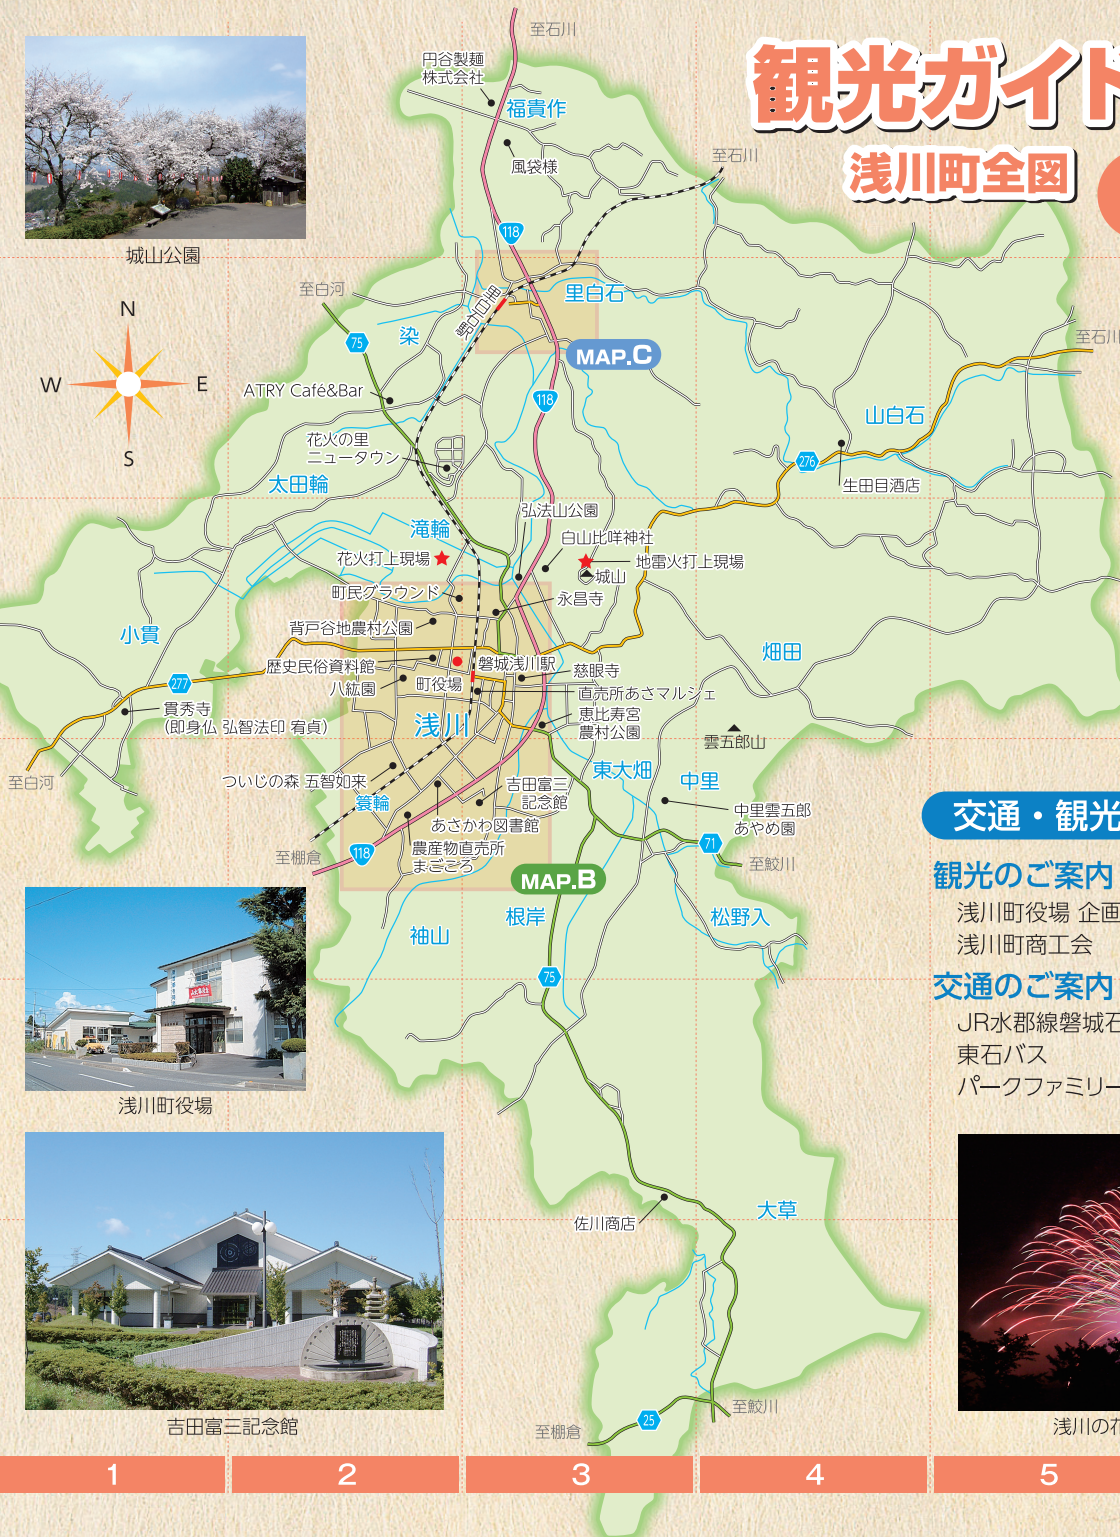 観光ガイド
浅川町全図
至石川
円谷製麺
株式会社
福貴作
風袋様
至石川
118
城山公園
N
W
E
S
至白河
里白石駅
里白石
75
染
MAP.C
至石川
ATRY Café&Bar
118
山白石
花火の里
ニュータウン
276
太田輪
生田目酒店
弘法山公園
滝輪
白山比咩神社
花火打上現場
地雷火打上現場
城山
町民グラウンド
永昌寺
背戸谷地農村公園
小貫
畑田
歴史民俗資料館
磐城浅川駅
慈眼寺
八紘園
町役場
277
直売所あさマルシェ
貫秀寺
(即身仏 弘智法印 宥貞)
浅川
恵比寿宮
農村公園
雲五郎山
至白河
ついじの森 五智如来
東大畑
中里
吉田富三
記念館
箕輪
中里雲五郎
あやめ園
あさかわ図書館
71
至棚倉
118
農産物直売所
まごころ
至鮫川
MAP.B
交通・観光
観光のご案内
浅川町役場 企画
浅川町商工会
交通のご案内
JR水郡線磐城石
東石バス
パークファミリー
袖山
根岸
松野入
75
浅川町役場
佐川商店
大草
吉田富三記念館
至鮫川
25
至棚倉
浅川の花
1
2
3
4
5